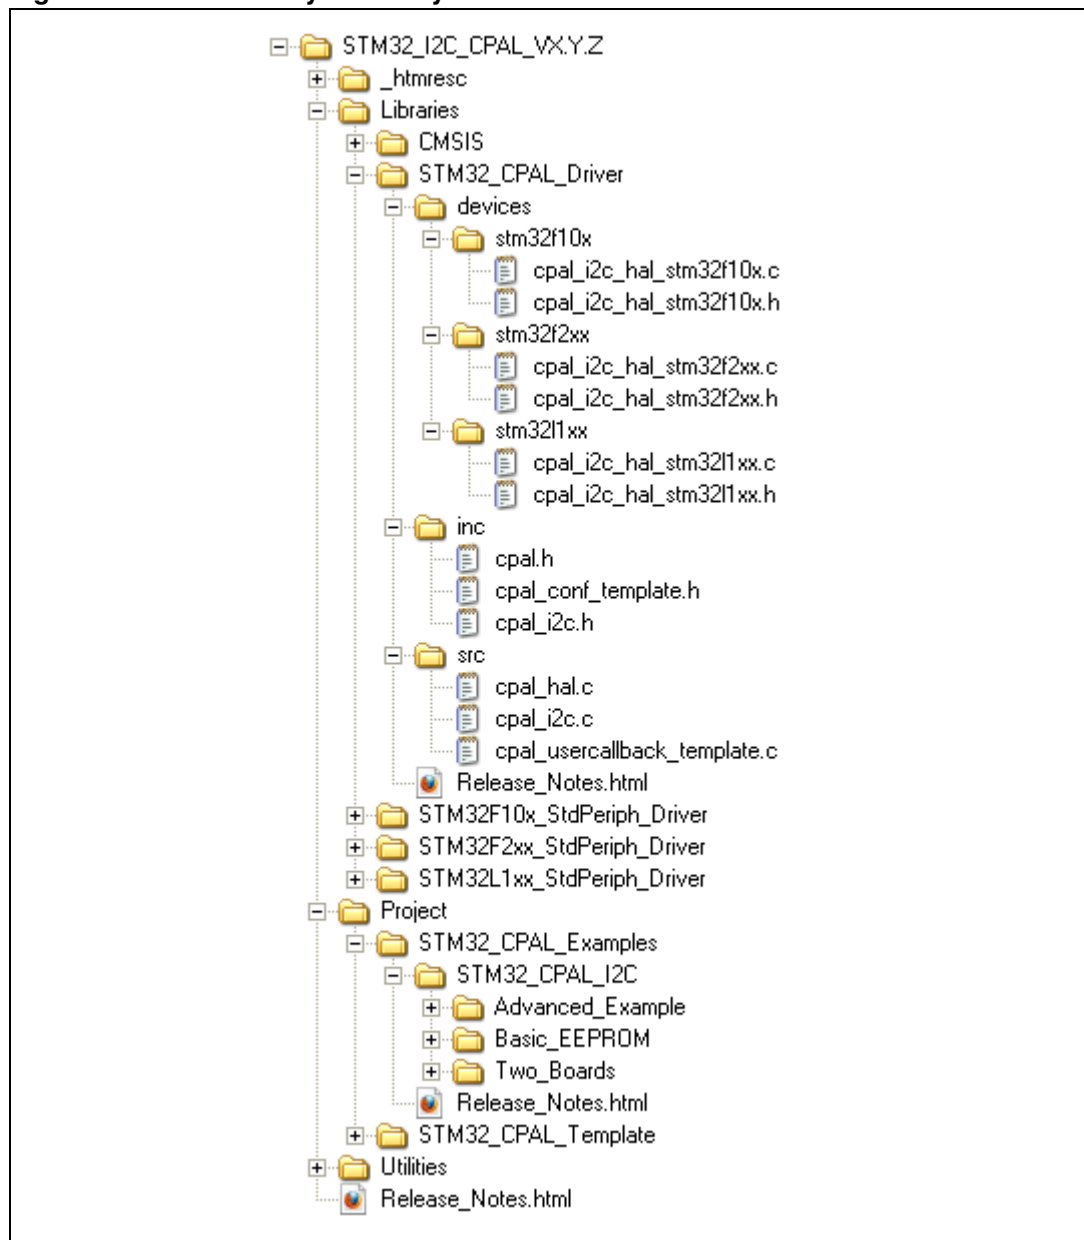 STM32_I2C_CPAL_VX.Y.Z
_htmresc
Libraries
CMSIS
STM32_CPAL_Driver
devices
stm32f10x
cpal_i2c_hal_stm32f10x.c
cpal_i2c_hal_stm32f10x.h
stm32f2xx
cpal_i2c_hal_stm32f2xx.c
cpal_i2c_hal_stm32f2xx.h
stm32l1xx
cpal_i2c_hal_stm32l1xx.c
cpal_i2c_hal_stm32l1xx.h
inc
cpal.h
cpal_conf_template.h
cpal_i2c.h
src
cpal_hal.c
cpal_i2c.c
cpal_usercallback_template.c
Release_Notes.html
STM32F10x_StdPeriph_Driver
STM32F2xx_StdPeriph_Driver
STM32L1xx_StdPeriph_Driver
Project
STM32_CPAL_Examples
STM32_CPAL_I2C
Advanced_Example
Basic_EEPROM
Two_Boards
Release_Notes.html
STM32_CPAL_Template
Utilities
Release_Notes.html